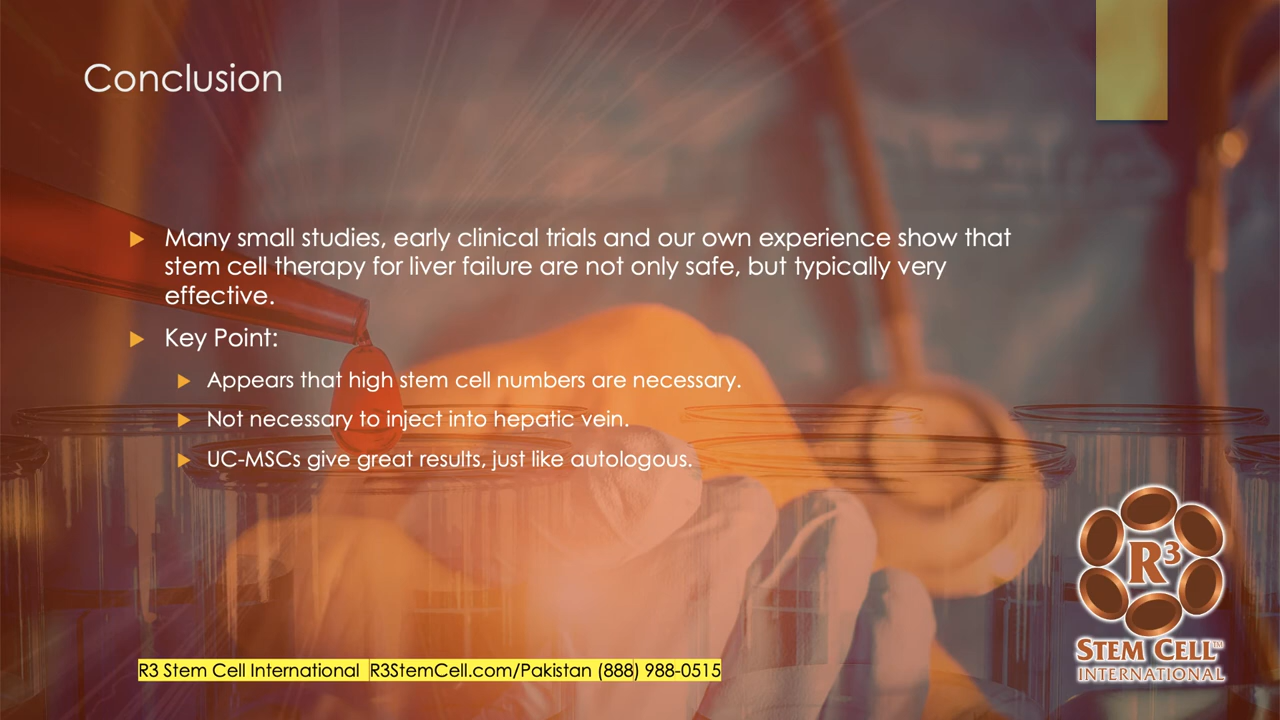 Conclusion
Many small studies, early clinical trials and our own experience show that
stem cell therapy for liver failure are not only safe, but typically very
effective.
Key Point:
Appears that high stem cell numbers are necessary.
Not necessary to inject into hepatic vein.
UC-MSCs give great results, just like autologous.
R3
STEM CELL™
INTERNATIONAL
R3 Stem Cell International R3StemCell.com/Pakistan (888) 988-0515